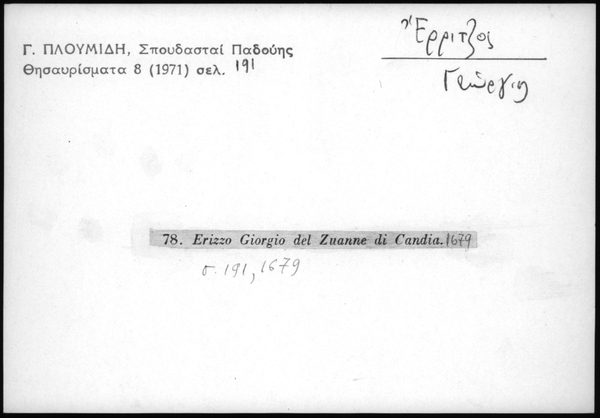 Γ. ΠΛΟΥΜΙΔΗ, Σπουδασταί Παδούης
Θησαυρίσματα 8 (1971) σελ. 191
Ἔρριτζος
Γεώργιος
78. Erizzo Giorgio del Zuanne di Candia. 1679
σ. 191, 1679